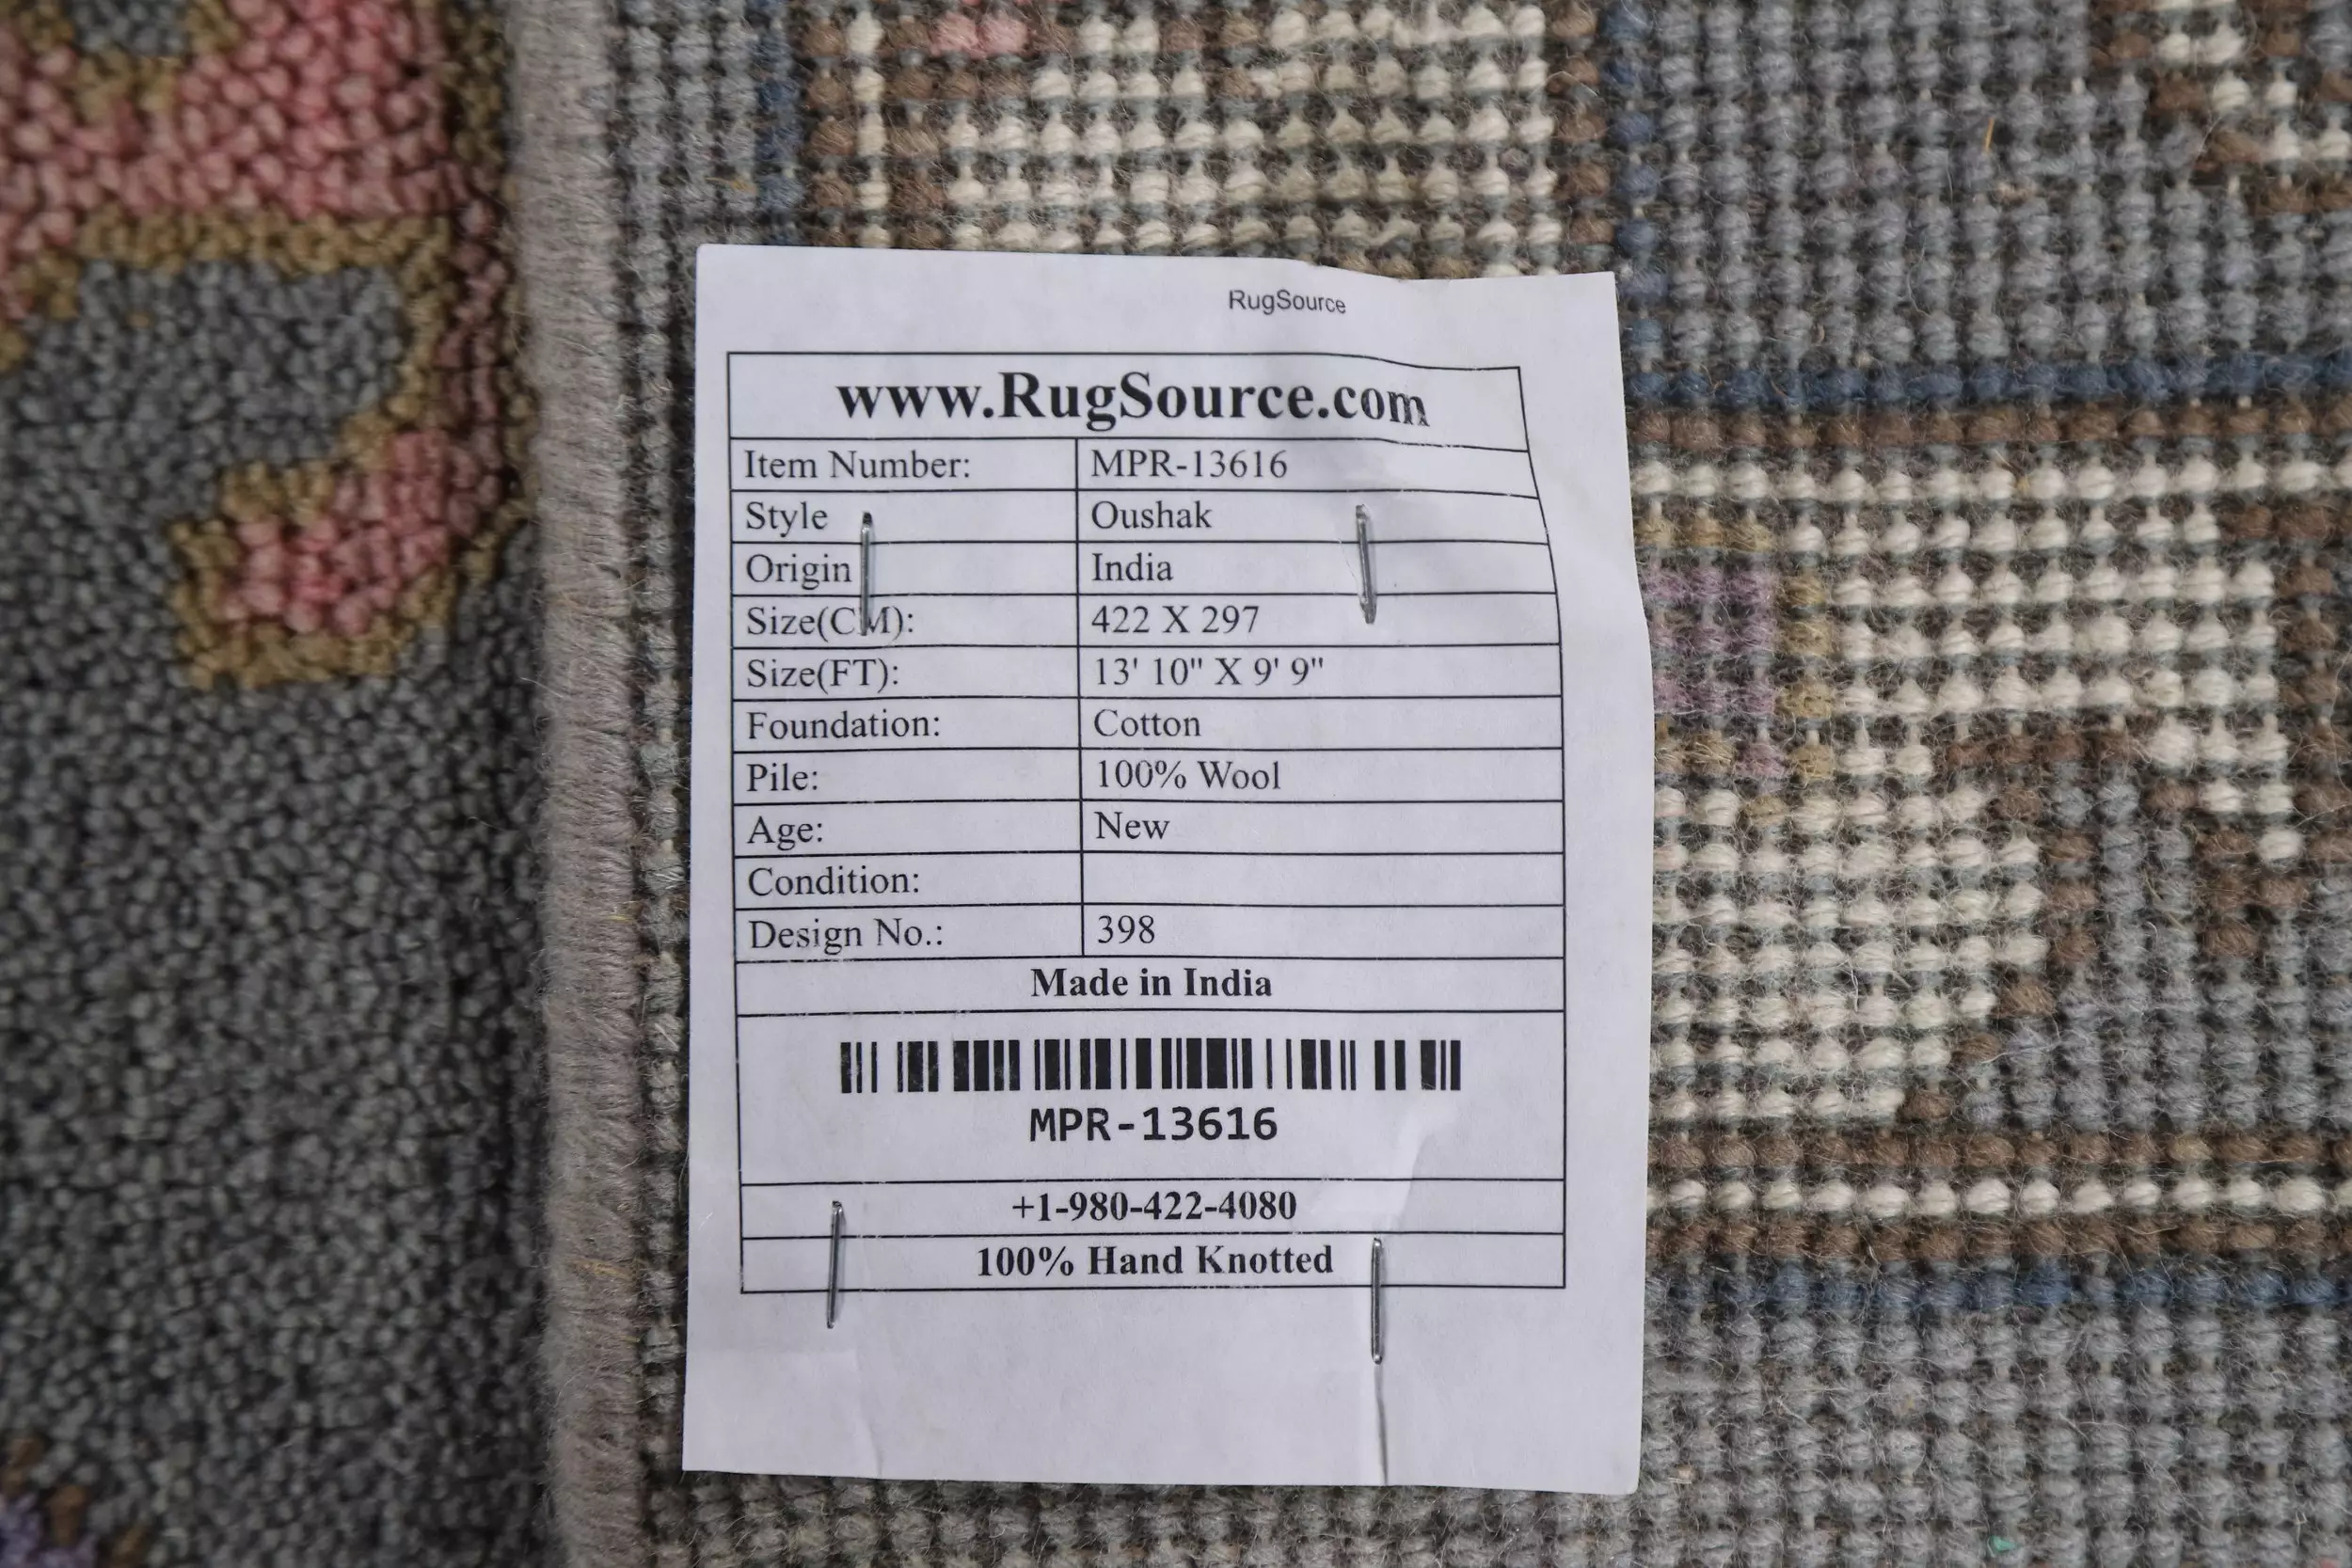 RugSource
www.RugSource.com
Item Number: MPR-13616
Style Oushak
Origin India
Size(CM): 422 X 297
Size(FT): 13' 10" X 9' 9"
Foundation: Cotton
Pile: 100% Wool
Age: New
Condition:
Design No.: 398
Made in India
MPR-13616
+1-980-422-4080
100% Hand Knotted